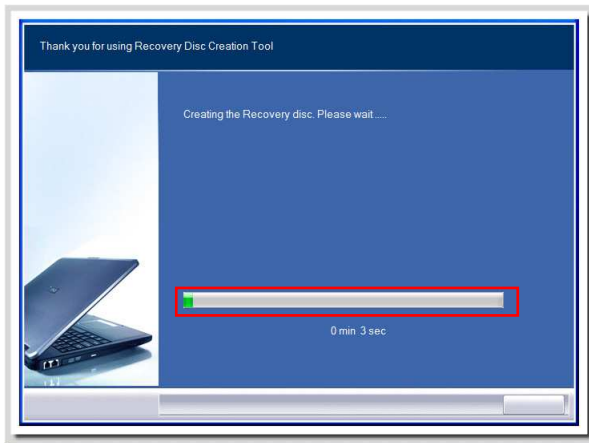 Thank you for using Recovery Disc Creation Tool
Creating the Recovery disc. Please wait .....
0 min 3 sec